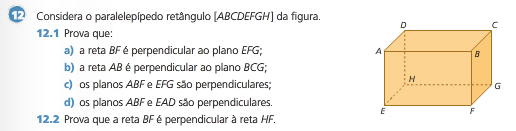 12 Considera o paralelepípedo retângulo [ABCDEFGH] da figura.
12.1 Prova que:
a) a reta BF é perpendicular ao plano EFG;
b) a reta AB é perpendicular ao plano BCG;
c) os planos ABF e EFG são perpendiculares;
d) os planos ABF e EAD são perpendiculares.
12.2 Prova que a reta BF é perpendicular à reta HF.
D C
A B
H G
E F